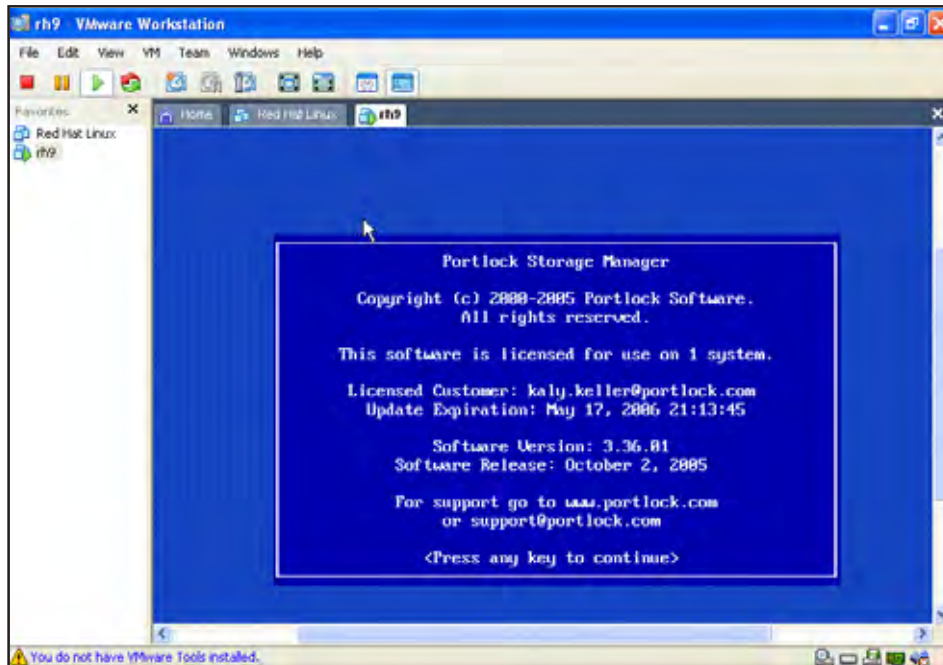 rh9 - VMware Workstation
File Edit View VM Team Windows Help
Favorites
Home Red Hat Linux rh9
Red Hat Linux
rh9
Portlock Storage Manager
Copyright (c) 2000-2005 Portlock Software.
All rights reserved.
This software is licensed for use on 1 system.
Licensed Customer: kaly.keller@portlock.com
Update Expiration: May 17, 2006 21:13:45
Software Version: 3.36.01
Software Release: October 2, 2005
For support go to www.portlock.com
or support@portlock.com
<Press any key to continue>
You do not have VMware Tools installed.